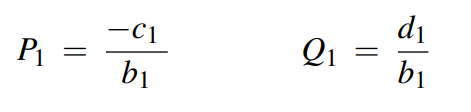 P₁ = −c₁/b₁    Q₁ = d₁/b₁